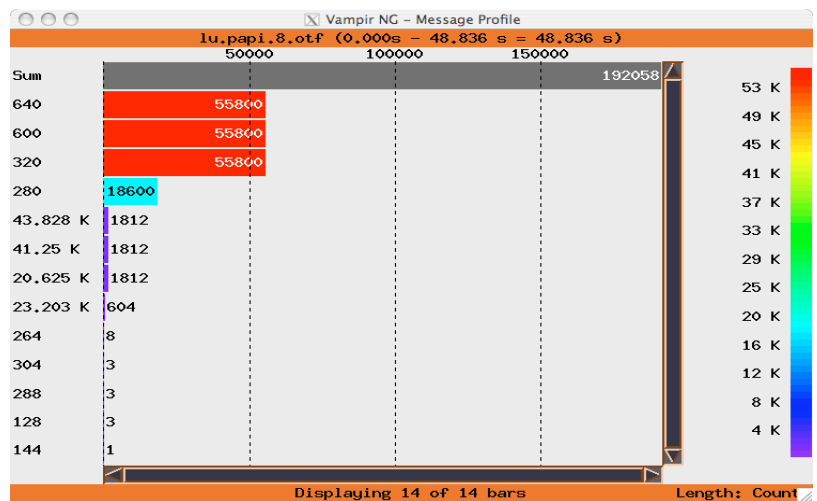 Vampir NG - Message Profile
lu.papi.8.otf (0.000s - 48.836 s = 48.836 s)
50000 100000 150000
Sum 192058
640 55800
600 55800
320 55800
280 18600
43.828 K 1812
41.25 K 1812
20.625 K 1812
23.203 K 604
264 8
304 3
288 3
128 3
144 1
53 K
49 K
45 K
41 K
37 K
33 K
29 K
25 K
20 K
16 K
12 K
8 K
4 K
Displaying 14 of 14 bars
Length: Count